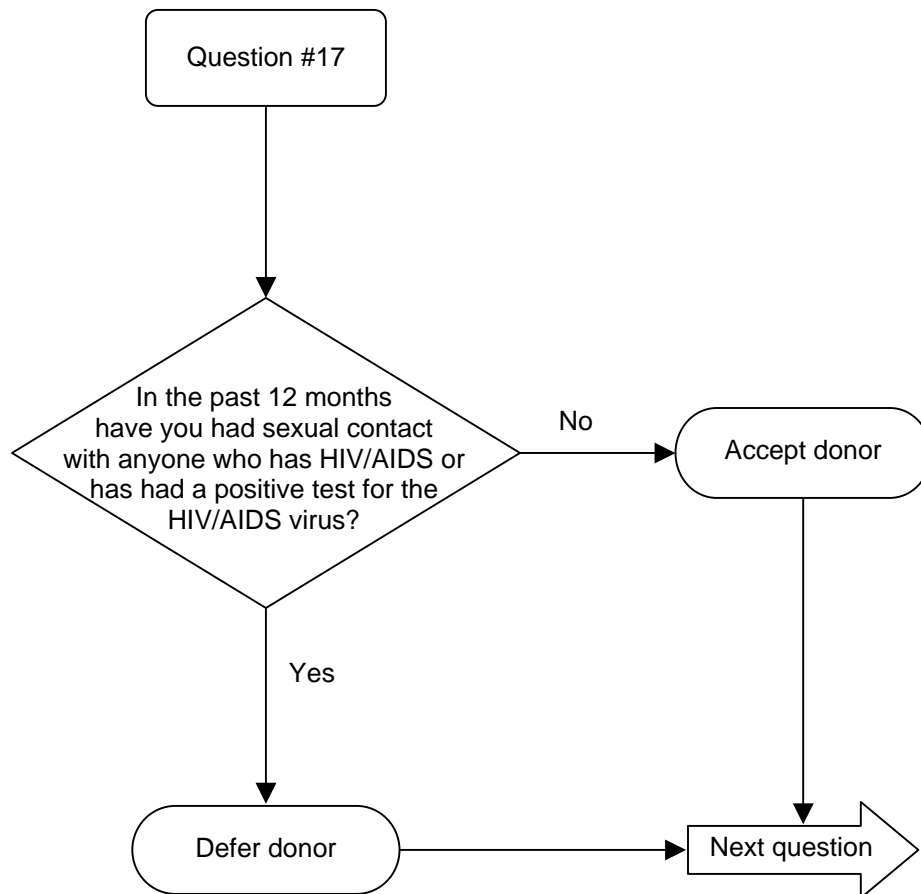 Question #17
In the past 12 months
have you had sexual contact
with anyone who has HIV/AIDS or
has had a positive test for the
HIV/AIDS virus?
No
Accept donor
Yes
Defer donor
Next question